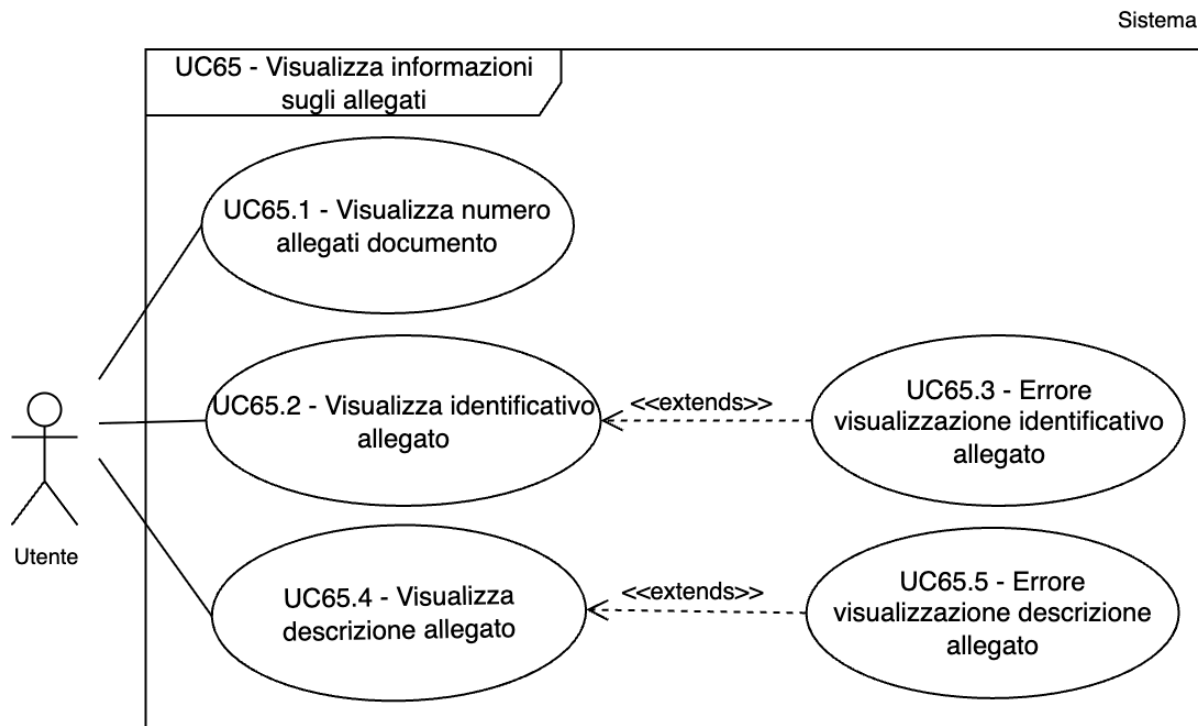 Sistema
UC65 - Visualizza informazioni
sugli allegati
UC65.1 - Visualizza numero
allegati documento
UC65.2 - Visualizza identificativo
allegato
<<extends>>
UC65.3 - Errore
visualizzazione identificativo
allegato
Utente
UC65.4 - Visualizza
descrizione allegato
<<extends>>
UC65.5 - Errore
visualizzazione descrizione
allegato